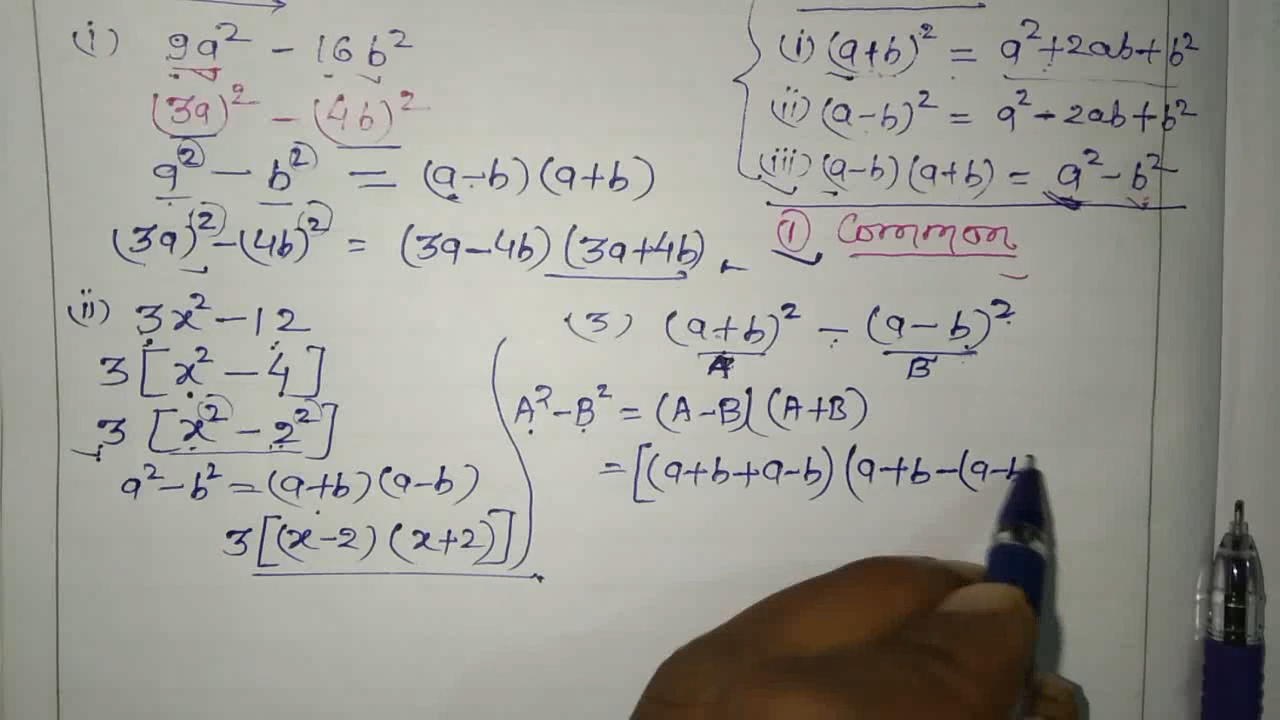 (i) 9a² - 16b²
(3a)² - (4b)²
a² - b² = (a-b)(a+b)
(3a)² - (4b)² = (3a-4b)(3a+4b)
(ii) 3x² - 12
3[x² - 4]
3[x² - 2²]
a² - b² = (a+b)(a-b)
3[(x-2)(x+2)]
(i) (a+b)² = a²+2ab+b²
(ii) (a-b)² = a²-2ab+b²
(iii) (a-b)(a+b) = a²-b²
① Common
(3) (a+b)² - (a-b)²
A B
A²-B² = (A-B)(A+B)
= [(a+b+a-b)(a+b-(a-b